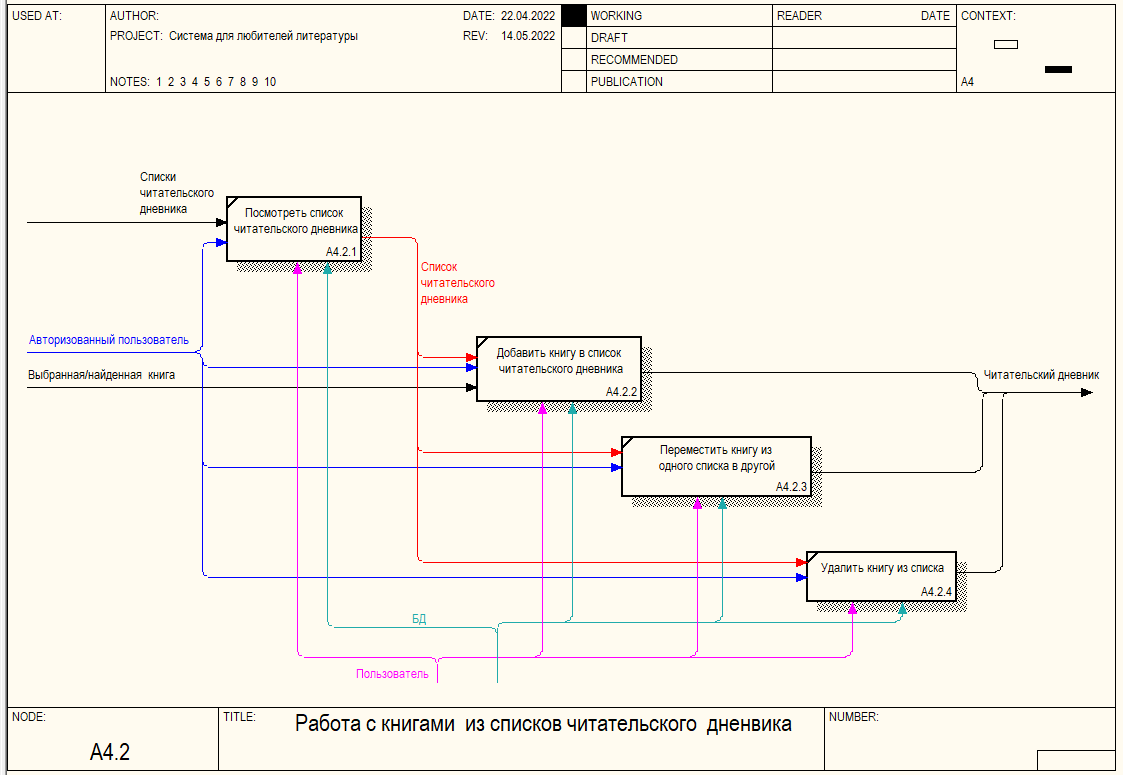 USED AT:
AUTHOR:
DATE: 22.04.2022
WORKING
READER
DATE
CONTEXT:
PROJECT: Система для любителей литературы
REV: 14.05.2022
DRAFT
RECOMMENDED
NOTES: 1 2 3 4 5 6 7 8 9 10
PUBLICATION
A4
Списки
читательского
дневника
Посмотреть список
читательского дневника
A4.2.1
Список
читательского
дневника
Авторизованный пользователь
Выбранная/найденная книга
Добавить книгу в список
читательского дневника
A4.2.2
Читательский дневник
Переместить книгу из
одного списка в другой
A4.2.3
Удалить книгу из списка
A4.2.4
БД
Пользователь
NODE:
A4.2
TITLE:
Работа с книгами из списков читательского дненвика
NUMBER: